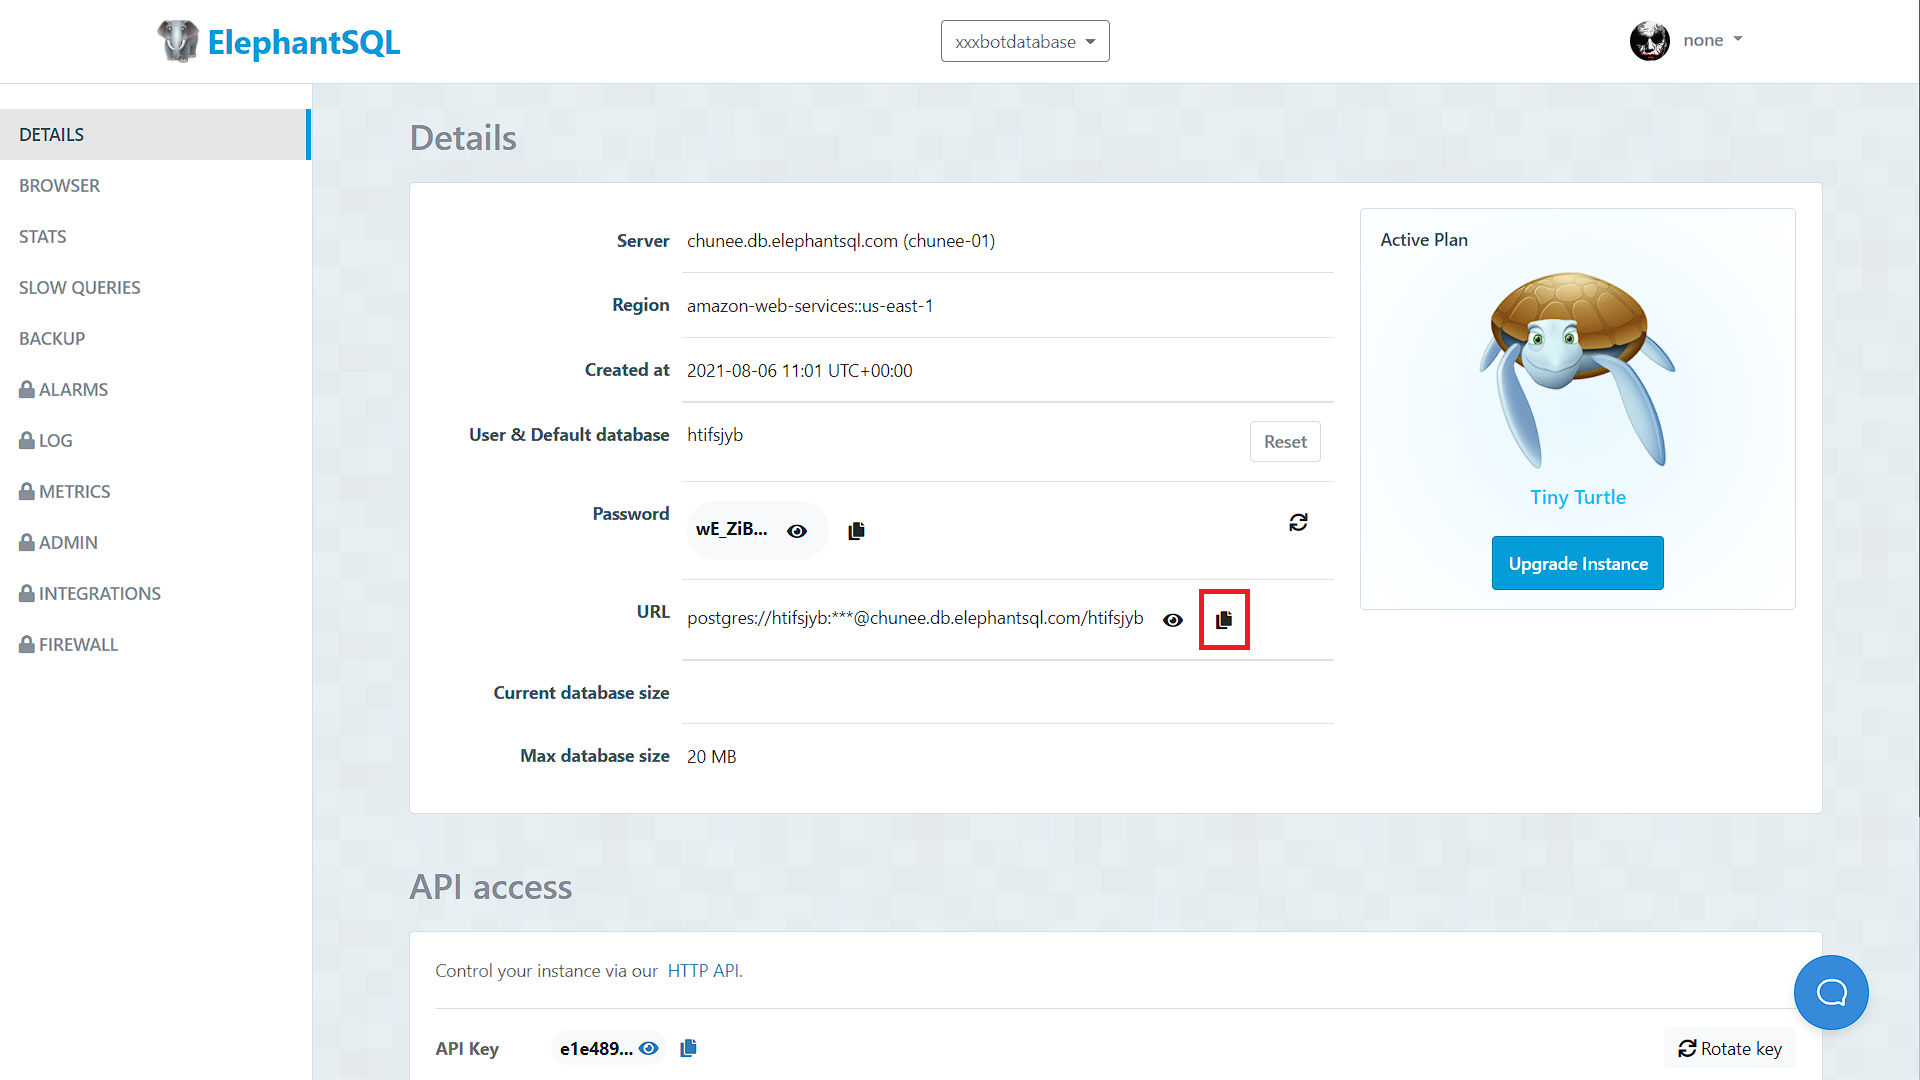 ElephantSQL
xxxbotdatabase
none
DETAILS
BROWSER
STATS
SLOW QUERIES
BACKUP
ALARMS
LOG
METRICS
ADMIN
INTEGRATIONS
FIREWALL
Details
Server chunee.db.elephantsql.com (chunee-01)
Region amazon-web-services::us-east-1
Created at 2021-08-06 11:01 UTC+00:00
User & Default database htifsjyb Reset
Password wE_ZiB...
URL postgres://htifsjyb:***@chunee.db.elephantsql.com/htifsjyb
Current database size
Max database size 20 MB
Active Plan
Tiny Turtle
Upgrade Instance
API access
Control your instance via our HTTP API.
API Key e1e489... Rotate key